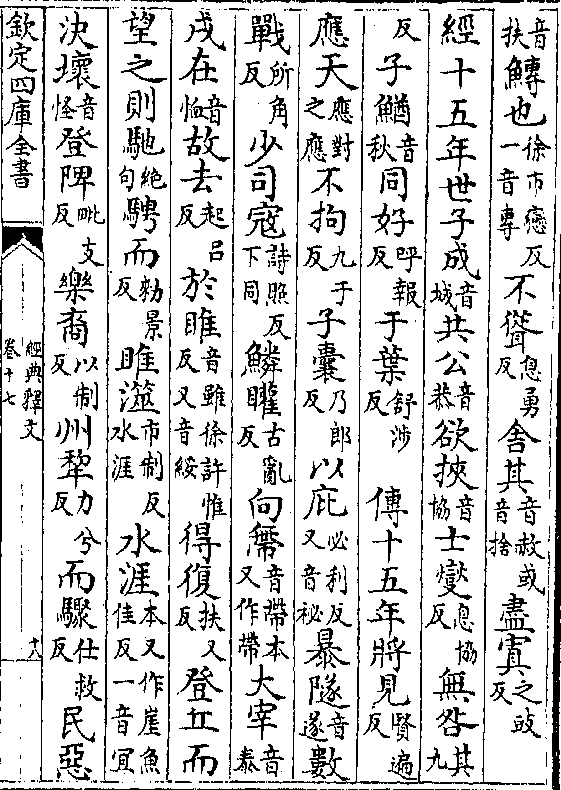 扶音鱄也徐市戀反一音專不聳息勇反舍其音赦或音捨盡寘之豉反
經十五年世子成音城共公音恭欲挾音協士燮息協反無咎其九
反子鰌音秋同好呼報反于葉舒涉反傳十五年將見賢遍反
應天應對之應不拘九于反子囊乃郎反以庇必利反又音祕暴隧音遂數
戰所角反少司寇詩照反下同鱗矔古亂反向帶音帶本又作帶大宰音泰
戌在音恤故去起呂反於睢音雖徐許惟反又音綏得復扶又反登丘而
望之則馳絶句騁而勑景反睢澨市制反水涯水涯本又作崖魚佳反一音宜
決壞音怪登陴毗支反樂裔以制反州犂力兮反而驟仕救反民惡
欽定四庫全書
經典釋文
卷十七
十八